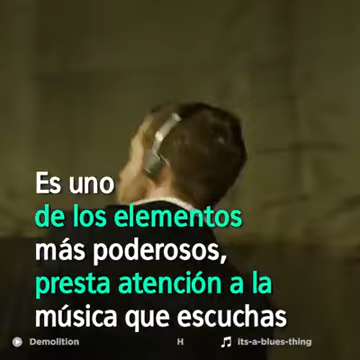 Es uno
de los elementos
más poderosos,
presta atención a la
música que escuchas
Demolition H its-a-blues-thing